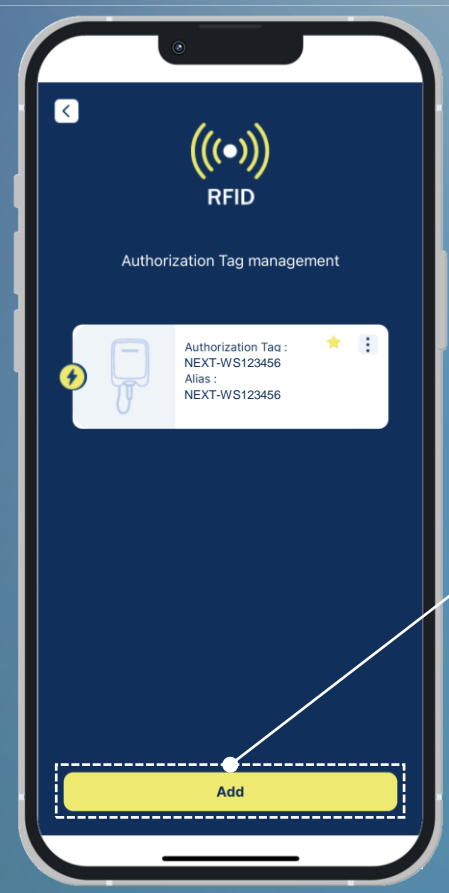 RFID
Authorization Tag management
Authorization Tag :
NEXT-WS123456
Alias :
NEXT-WS123456
Add